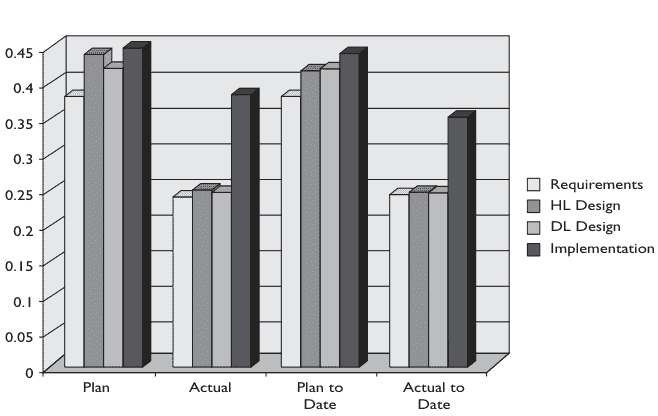 0.45
0.4
0.35
0.3
0.25
0.2
0.15
0.1
0.05
0
Plan
Actual
Plan to
Date
Actual to
Date
Requirements
HL Design
DL Design
Implementation